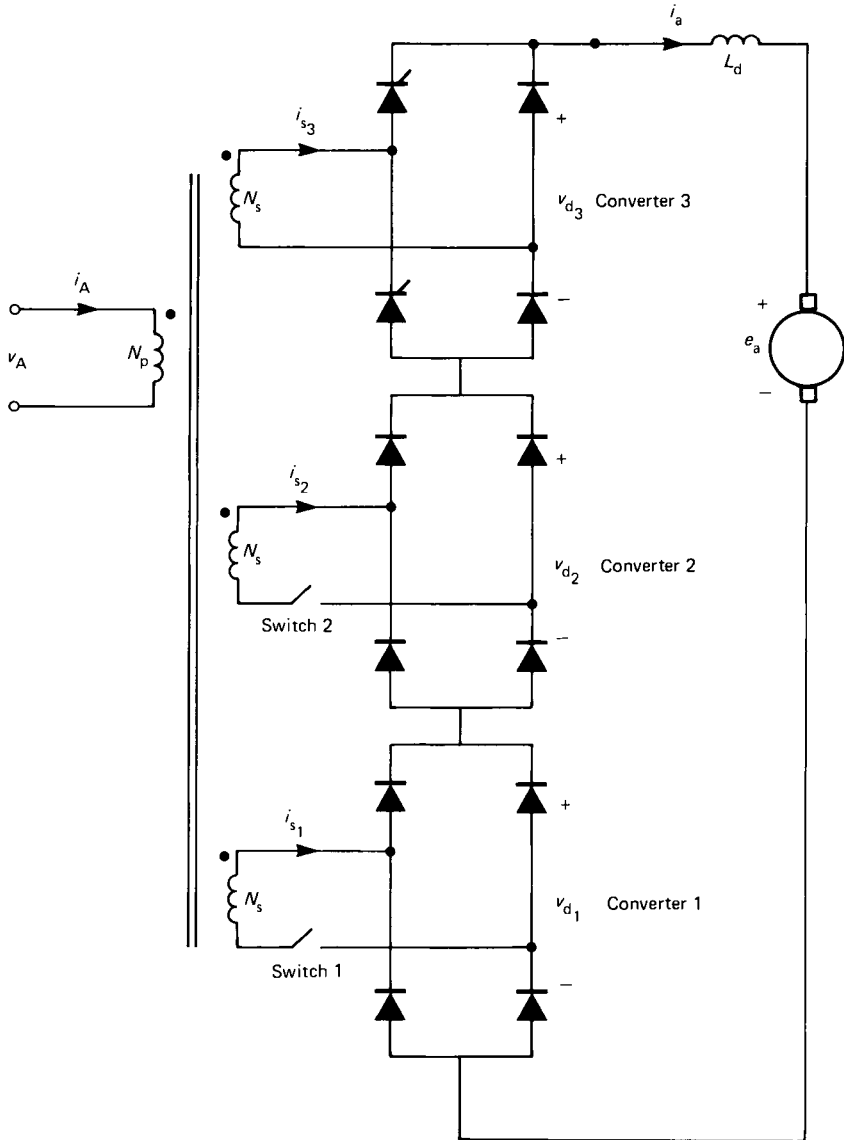 i_a
L_d
i_s3
+
N_s
v_d3 Converter 3
i_A
−
+
v_A
N_p
e_a
−
+
i_s2
N_s
v_d2 Converter 2
Switch 2
−
+
i_s1
N_s
v_d1 Converter 1
Switch 1
−